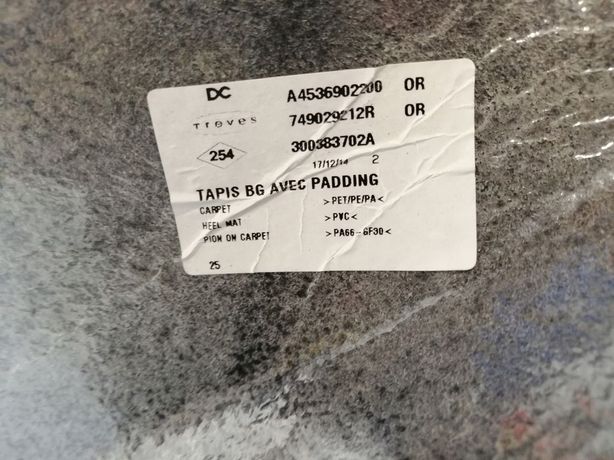 DC A4536902200 OR
Treves 749029212R OR
254 300383702A
17/12/14 2
TAPIS BG AVEC PADDING
CARPET >PET/PE/PA<
HEEL MAT >PVC<
PION ON CARPET >PA66-GF30<
25